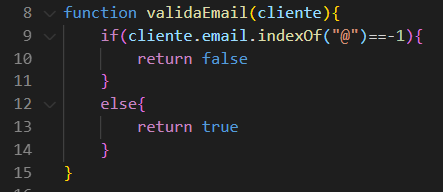 8 function validaEmail(cliente){
9 if(cliente.email.indexOf("@")==-1){
10 return false
11 }
12 else{
13 return true
14 }
15 }